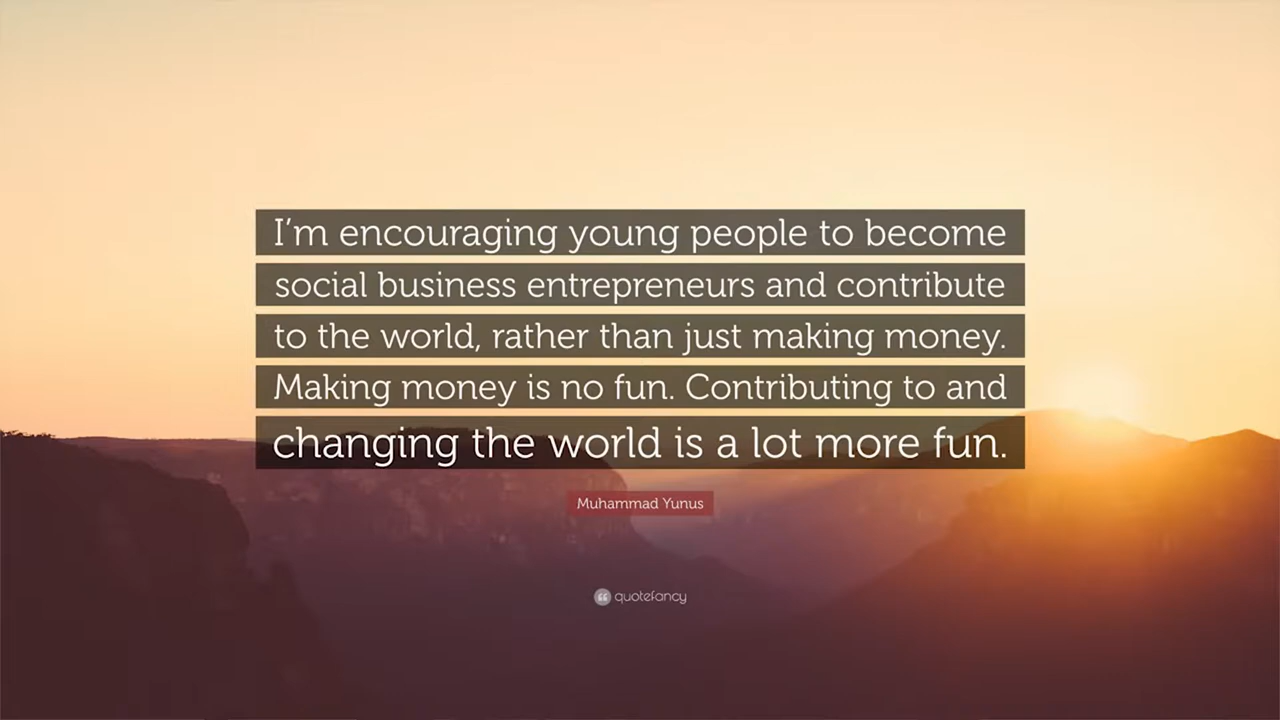 I’m encouraging young people to become
social business entrepreneurs and contribute
to the world, rather than just making money.
Making money is no fun. Contributing to and
changing the world is a lot more fun.
Muhammad Yunus
quotefancy